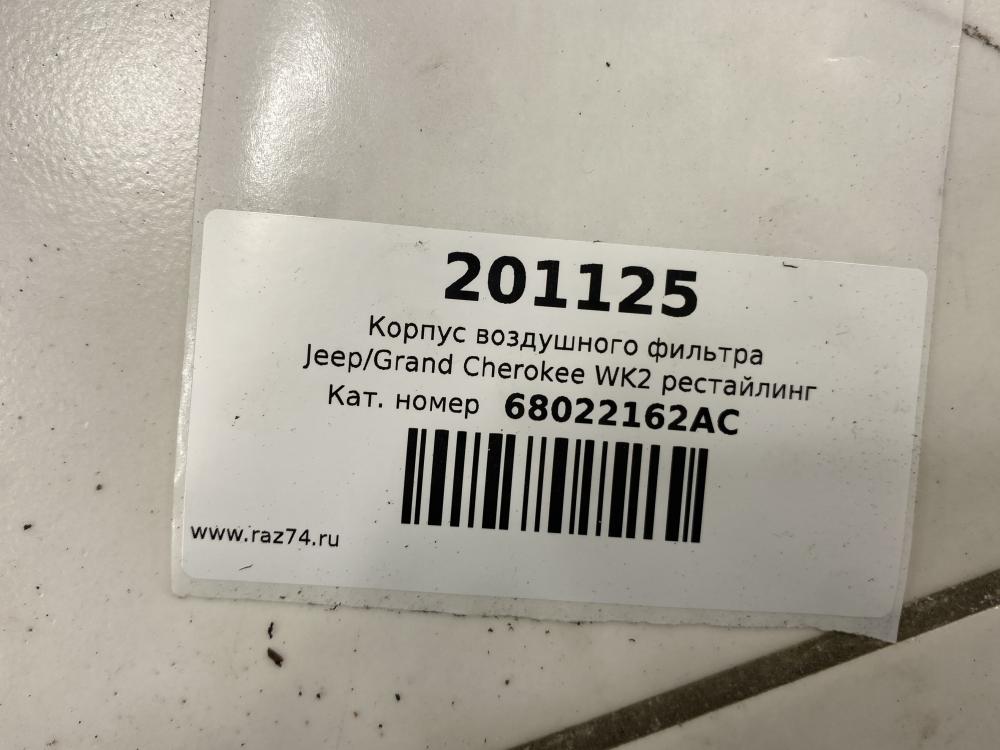 201125
Корпус воздушного фильтра
Jeep/Grand Cherokee WK2 рестайлинг
Кат. номер 68022162AC
www.raz74.ru